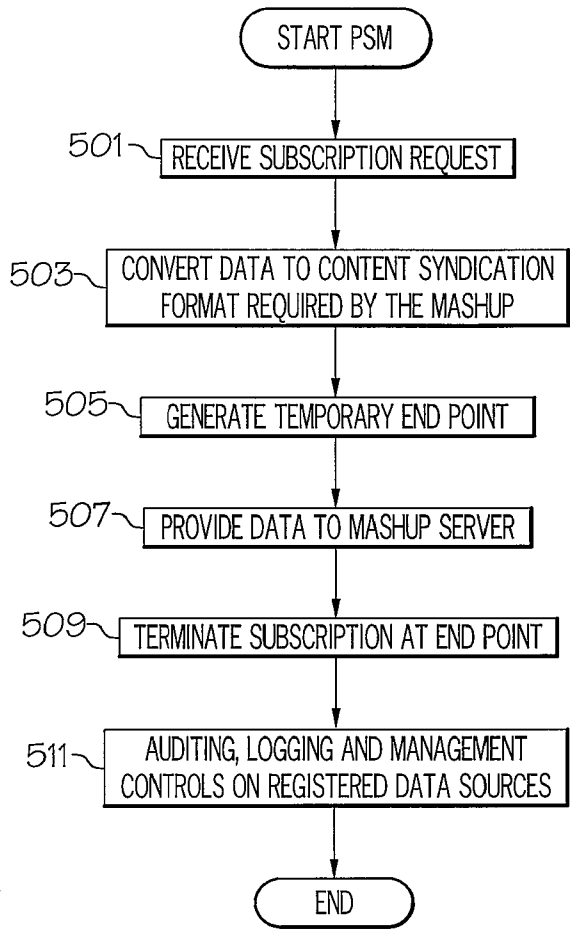 START PSM
501
RECEIVE SUBSCRIPTION REQUEST
503
CONVERT DATA TO CONTENT SYNDICATION
FORMAT REQUIRED BY THE MASHUP
505
GENERATE TEMPORARY END POINT
507
PROVIDE DATA TO MASHUP SERVER
509
TERMINATE SUBSCRIPTION AT END POINT
511
AUDITING, LOGGING AND MANAGEMENT
CONTROLS ON REGISTERED DATA SOURCES
END